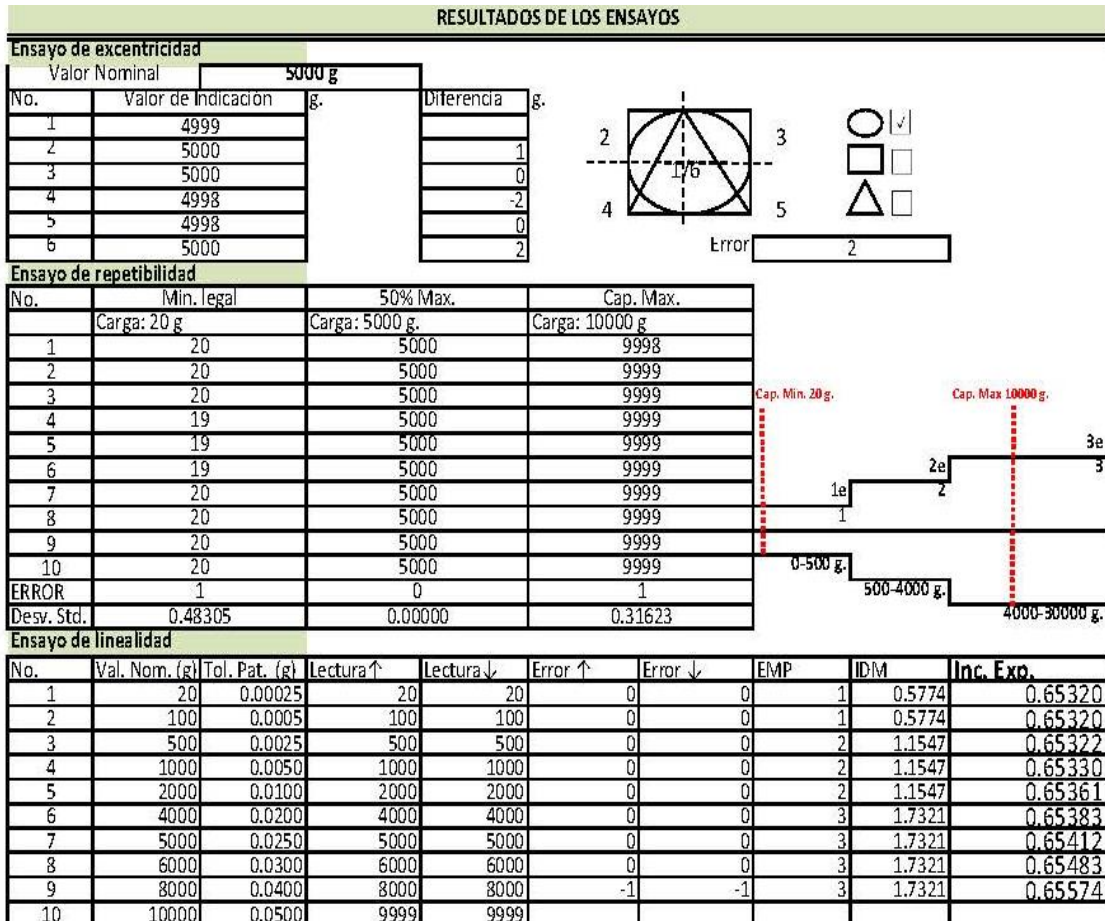 RESULTADOS DE LOS ENSAYOS
Ensayo de excentricidad
Valor Nominal 5000 g
No. Valor de Indicación g. Diferencia g.
1 4999
2 5000 1
3 5000 0
4 4998 -2
5 4998 0
6 5000 2
2 3
1/6
4 5
√
Error 2
Ensayo de repetibilidad
No. Min. legal 50% Max. Cap. Max.
Carga: 20 g Carga: 5000 g. Carga: 10000 g
1 20 5000 9998
2 20 5000 9999
3 20 5000 9999
4 19 5000 9999
5 19 5000 9999
6 19 5000 9999
7 20 5000 9999
8 20 5000 9999
9 20 5000 9999
10 20 5000 9999
ERROR 1 0 1
Desv. Std. 0.48305 0.00000 0.31623
Cap. Min. 20 g. Cap. Max 10000 g.
3e
2e 3
1e 2
1
0-500 g.
500-4000 g.
4000-30000 g.
Ensayo de linealidad
No. Val. Nom. (g) Tol. Pat. (g) Lectura↑ Lectura↓ Error ↑ Error ↓ EMP IDM Inc. Exp.
1 20 0.00025 20 20 0 0 1 0.5774 0.65320
2 100 0.0005 100 100 0 0 1 0.5774 0.65320
3 500 0.0025 500 500 0 0 2 1.1547 0.65322
4 1000 0.0050 1000 1000 0 0 2 1.1547 0.65330
5 2000 0.0100 2000 2000 0 0 2 1.1547 0.65361
6 4000 0.0200 4000 4000 0 0 3 1.7321 0.65383
7 5000 0.0250 5000 5000 0 0 3 1.7321 0.65412
8 6000 0.0300 6000 6000 0 0 3 1.7321 0.65483
9 8000 0.0400 8000 8000 -1 -1 3 1.7321 0.65574
10 10000 0.0500 9999 9999